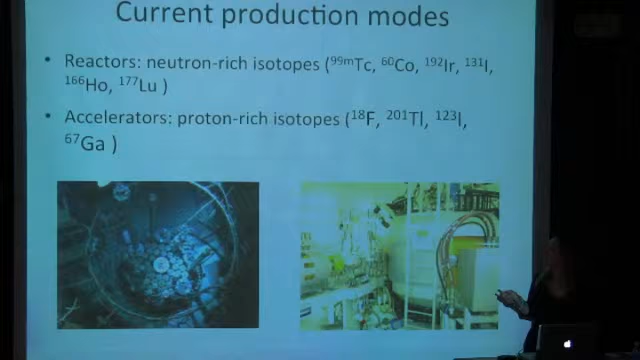 Current production modes
• Reactors: neutron-rich isotopes (⁹⁹ᵐTc, ⁶⁰Co, ¹⁹²Ir, ¹³¹I,
¹⁶⁶Ho, ¹⁷⁷Lu )
• Accelerators: proton-rich isotopes (¹⁸F, ²⁰¹Tl, ¹²³I,
⁶⁷Ga )